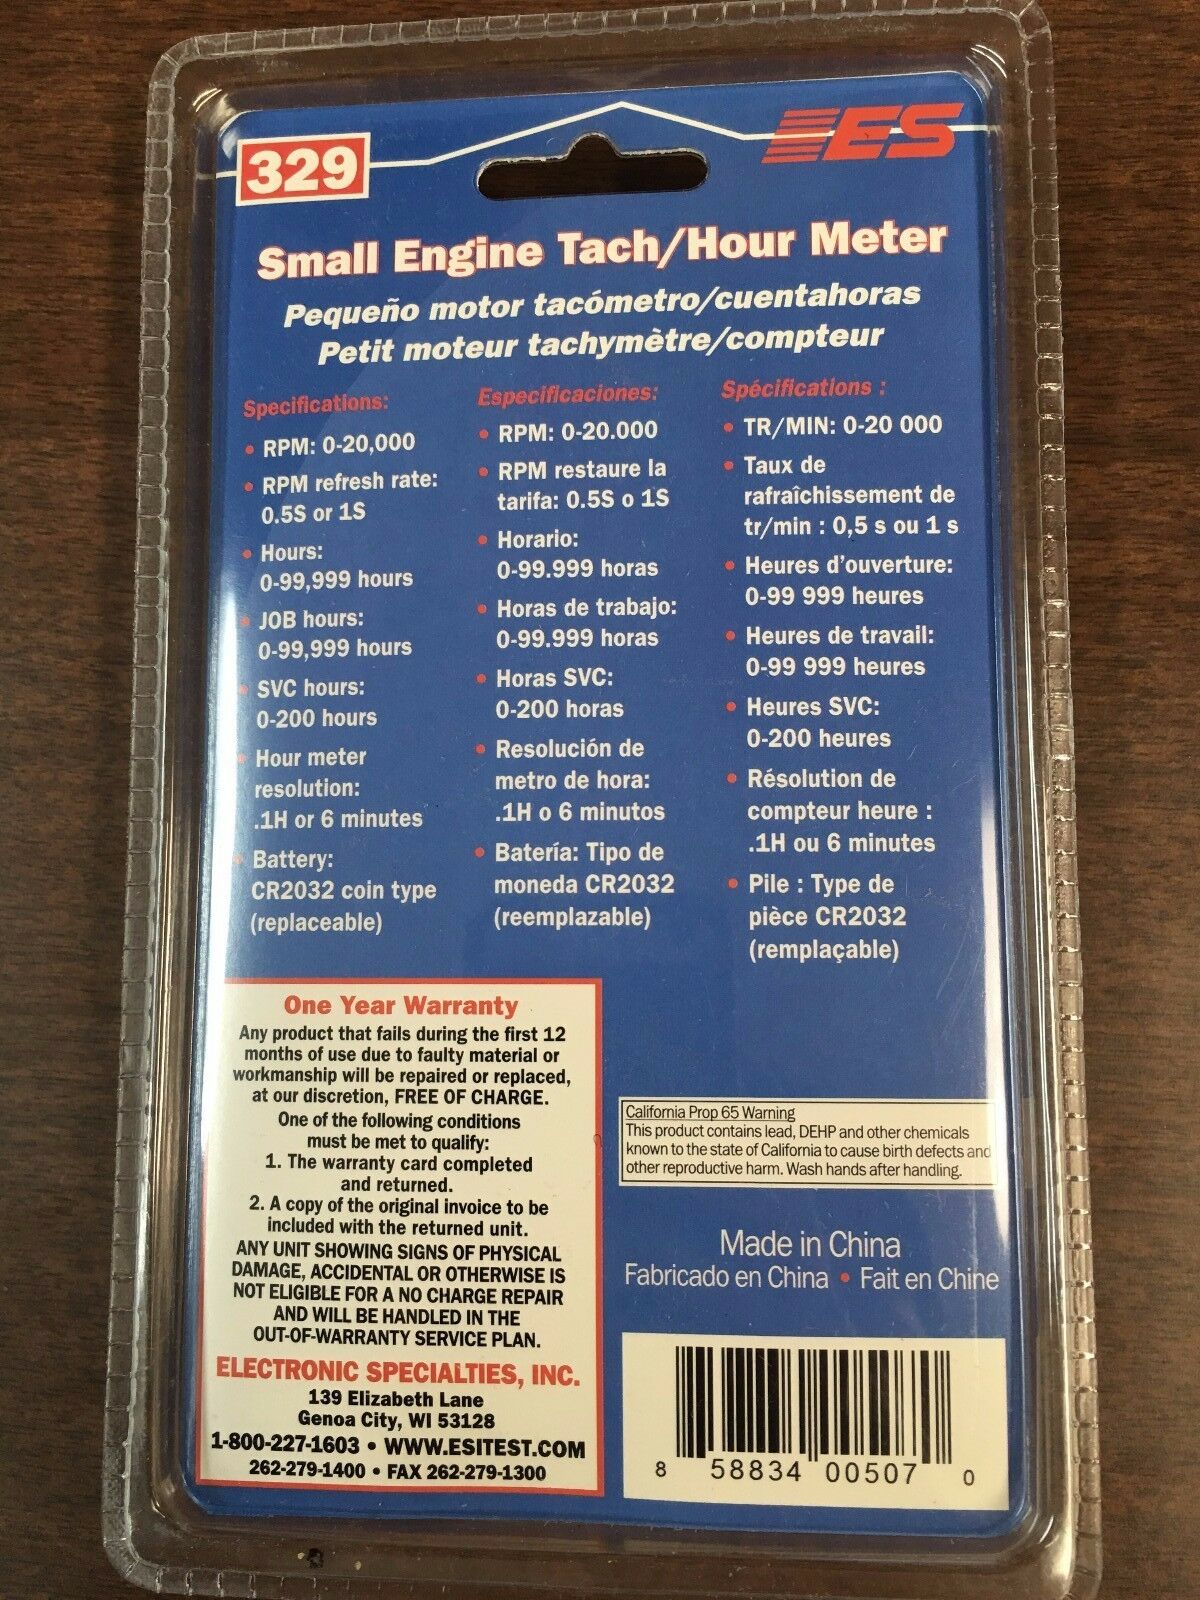 329
ES
Small Engine Tach/Hour Meter
Pequeño motor tacómetro/cuentahoras
Petit moteur tachymètre/compteur
Specifications:
• RPM: 0-20,000
• RPM refresh rate:
0.5S or 1S
• Hours:
0-99,999 hours
• JOB hours:
0-99,999 hours
• SVC hours:
0-200 hours
• Hour meter
resolution:
.1H or 6 minutes
• Battery:
CR2032 coin type
(replaceable)
Especificaciones:
• RPM: 0-20.000
• RPM restaure la
tarifa: 0.5S o 1S
• Horario:
0-99.999 horas
• Horas de trabajo:
0-99.999 horas
• Horas SVC:
0-200 horas
• Resolución de
metro de hora:
.1H o 6 minutos
• Batería: Tipo de
moneda CR2032
(reemplazable)
Spécifications :
• TR/MIN: 0-20 000
• Taux de
rafraîchissement de
tr/min : 0,5 s ou 1 s
• Heures d'ouverture:
0-99 999 heures
• Heures de travail:
0-99 999 heures
• Heures SVC:
0-200 heures
• Résolution de
compteur heure :
.1H ou 6 minutes
• Pile : Type de
pièce CR2032
(remplaçable)
One Year Warranty
Any product that fails during the first 12
months of use due to faulty material or
workmanship will be repaired or replaced,
at our discretion, FREE OF CHARGE.
One of the following conditions
must be met to qualify:
1. The warranty card completed
and returned.
2. A copy of the original invoice to be
included with the returned unit.
ANY UNIT SHOWING SIGNS OF PHYSICAL
DAMAGE, ACCIDENTAL OR OTHERWISE IS
NOT ELIGIBLE FOR A NO CHARGE REPAIR
AND WILL BE HANDLED IN THE
OUT-OF-WARRANTY SERVICE PLAN.
ELECTRONIC SPECIALTIES, INC.
139 Elizabeth Lane
Genoa City, WI 53128
1-800-227-1603 • WWW.ESITEST.COM
262-279-1400 • FAX 262-279-1300
California Prop 65 Warning
This product contains lead, DEHP and other chemicals
known to the state of California to cause birth defects and
other reproductive harm. Wash hands after handling.
Made in China
Fabricado en China • Fait en Chine
8 58834 00507 0